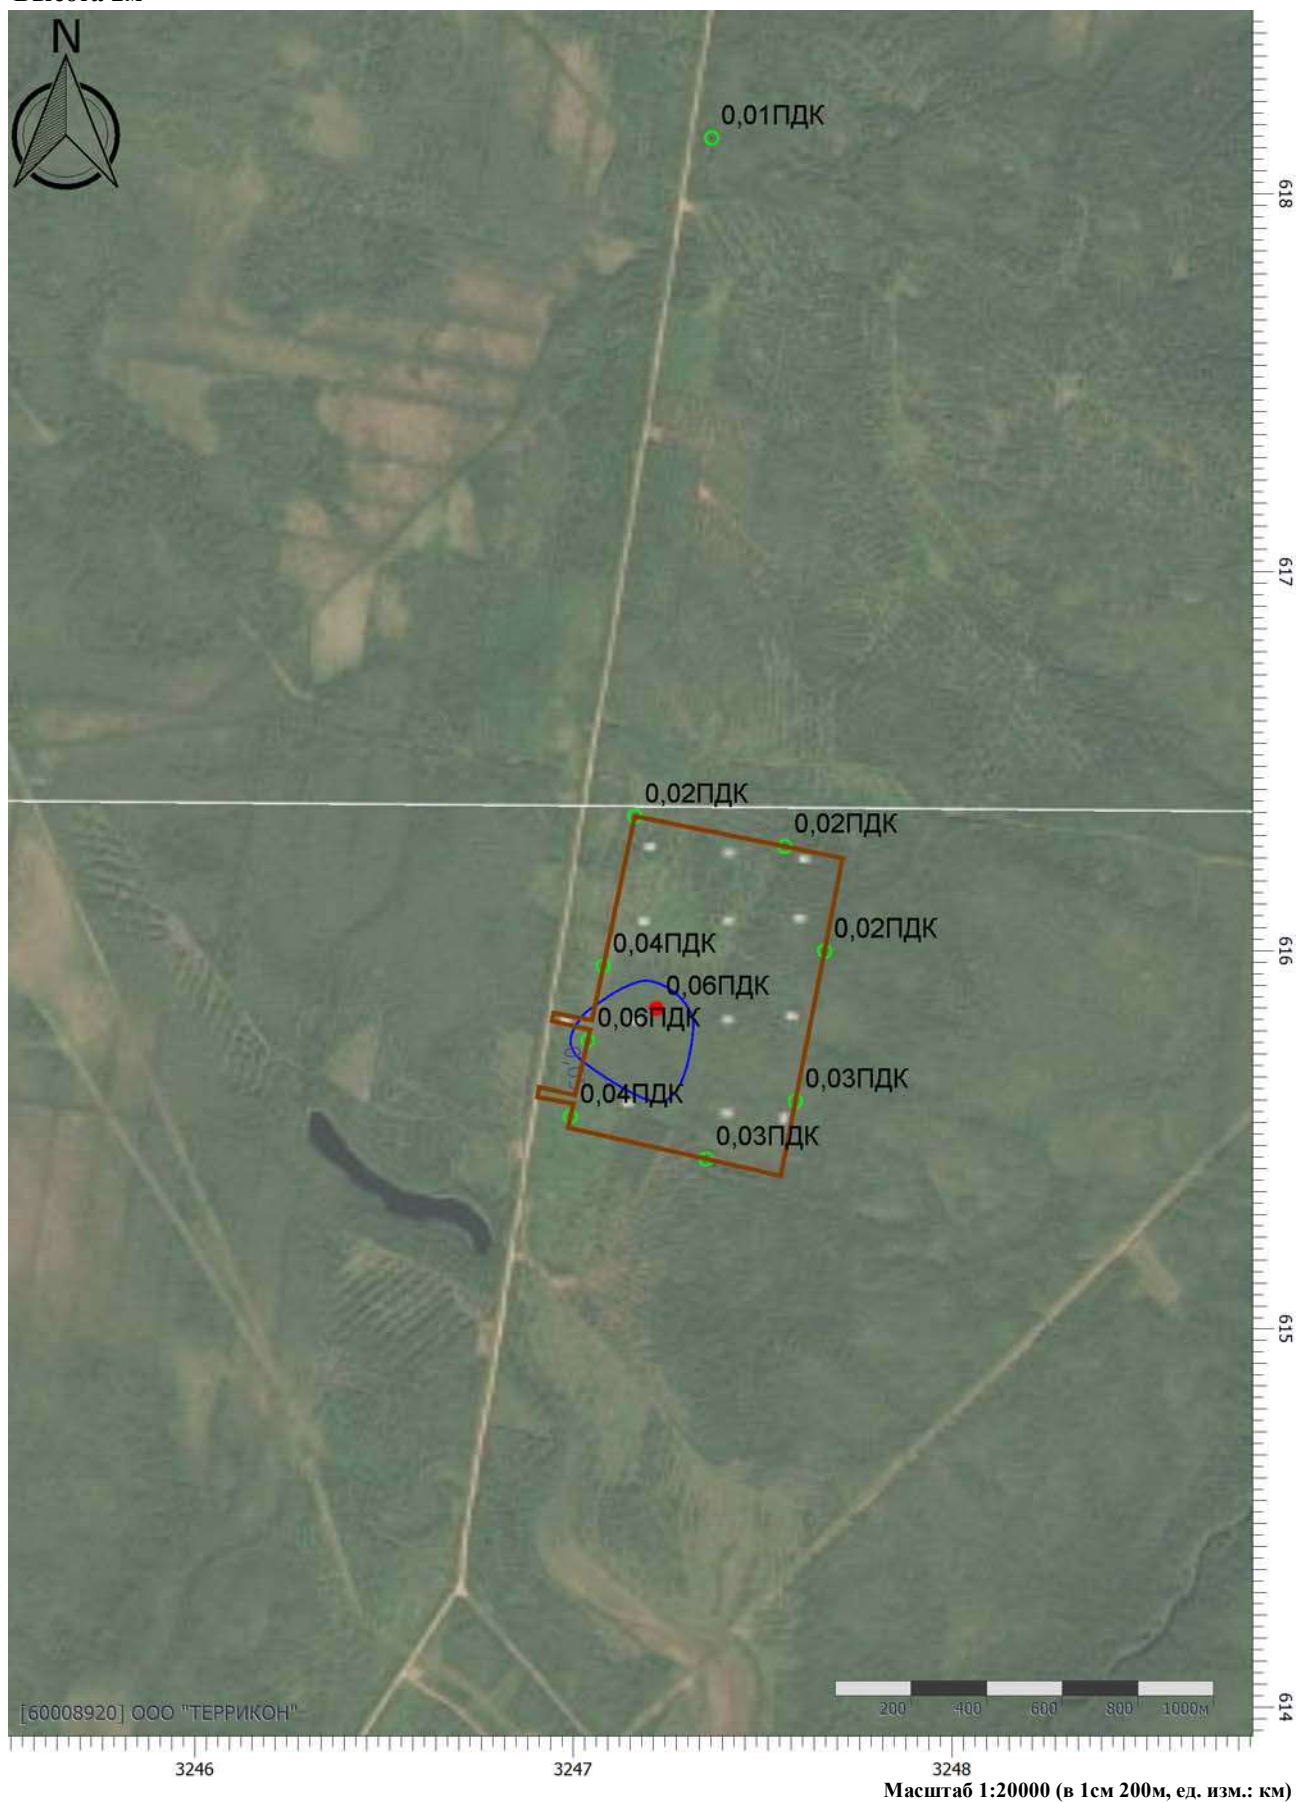 Высота 2м
N
0,01ПДК
618
617
0,02ПДК
0,02ПДК
0,02ПДК
0,04ПДК
616
0,06ПДК
0,06ПДК
0,04ПДК
0,03ПДК
0,03ПДК
615
614
200 400 600 800 1000м
[60008920] ООО "ТЕРРИКОН"
3246 3247 3248
Масштаб 1:20000 (в 1см 200м, ед. изм.: км)